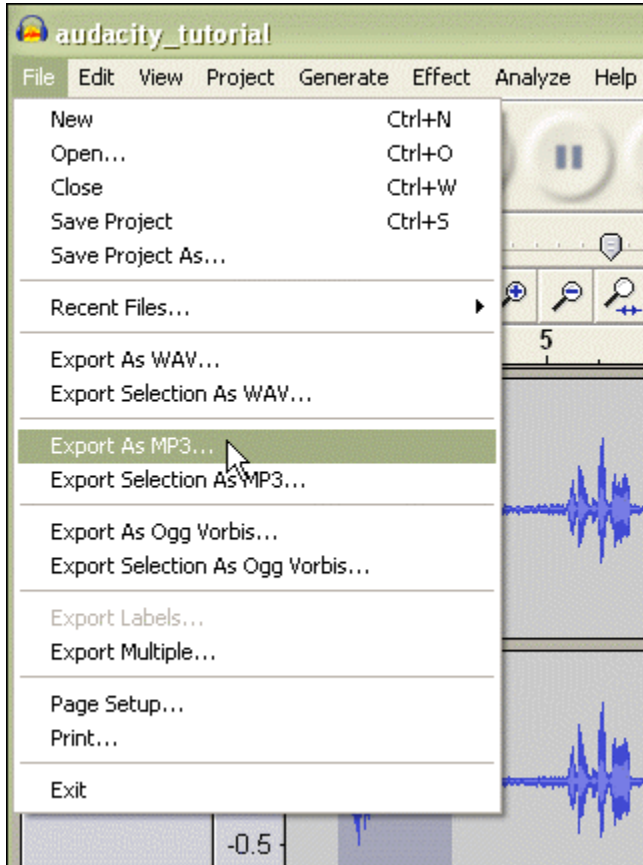 audacity_tutorial
File Edit View Project Generate Effect Analyze Help
New Ctrl+N
Open... Ctrl+O
Close Ctrl+W
Save Project Ctrl+S
Save Project As...
Recent Files...
5
Export As WAV...
Export Selection As WAV...
Export As MP3...
Export Selection As MP3...
Export As Ogg Vorbis...
Export Selection As Ogg Vorbis...
Export Labels...
Export Multiple...
Page Setup...
Print...
Exit
-0.5